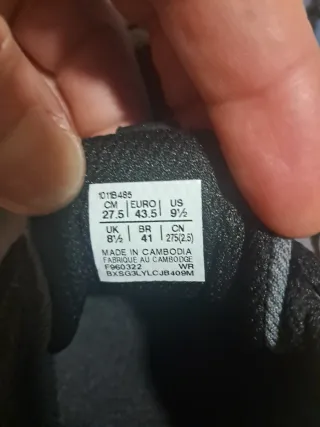 1011B485
CM EURO US
27.5 43.5 9½
UK BR CN
8½ 41 275(2.5)
MADE IN CAMBODIA
FABRIQUE AU CAMBODGE
F960322 WR
BXSG3LYLCJB409M